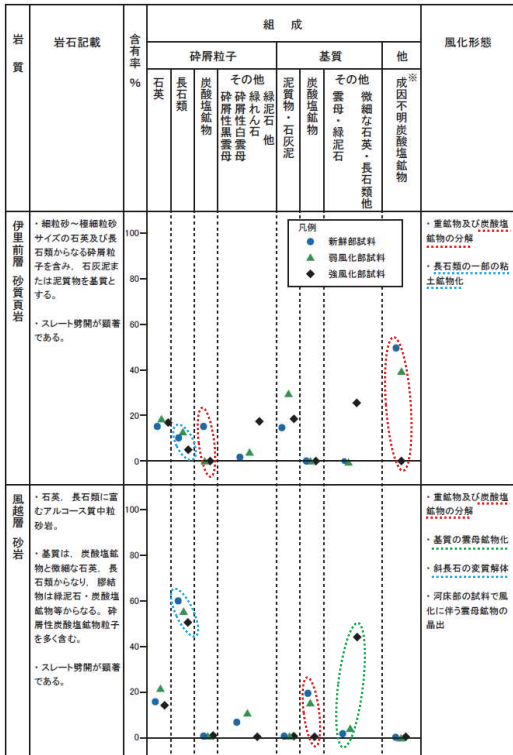 岩質
岩石記載
含有率 %
組成
砕屑粒子
基質
他
風化形態
石英
長石類
炭酸塩鉱物
その他
砕屑性黒雲母
砕屑性白雲母
緑れん石
緑泥石 他
泥質物・石灰泥
炭酸塩鉱物
その他
雲母・緑泥石
微細な石英・長石類他
成因不明炭酸塩鉱物※
伊里前層 砂質頁岩
・細粒砂～極細粒砂
サイズの石英及び長
石類からなる砕屑粒
子を含み，石灰泥ま
たは泥質物を基質と
する。
・スレート劈開が顕著
である。
100
80
60
40
20
0
凡例
新鮮部試料
弱風化部試料
強風化部試料
・重鉱物及び炭酸塩
鉱物の分解
・長石類の一部の粘
土鉱物化
風越層 砂岩
・石英，長石類に富
むアルコース質中粒
砂岩。
・基質は，炭酸塩鉱
物と微細な石英，長
石類からなり，膠結
物は緑泥石・炭酸塩
鉱物等からなる。砕
屑性炭酸塩鉱物粒子
を多く含む。
・スレート劈開が顕著
である。
100
80
60
40
20
0
・重鉱物及び炭酸塩
鉱物の分解
・基質の雲母鉱物化
・斜長石の変質解体
・河床部の試料で風
化に伴う雲母鉱物の
晶出